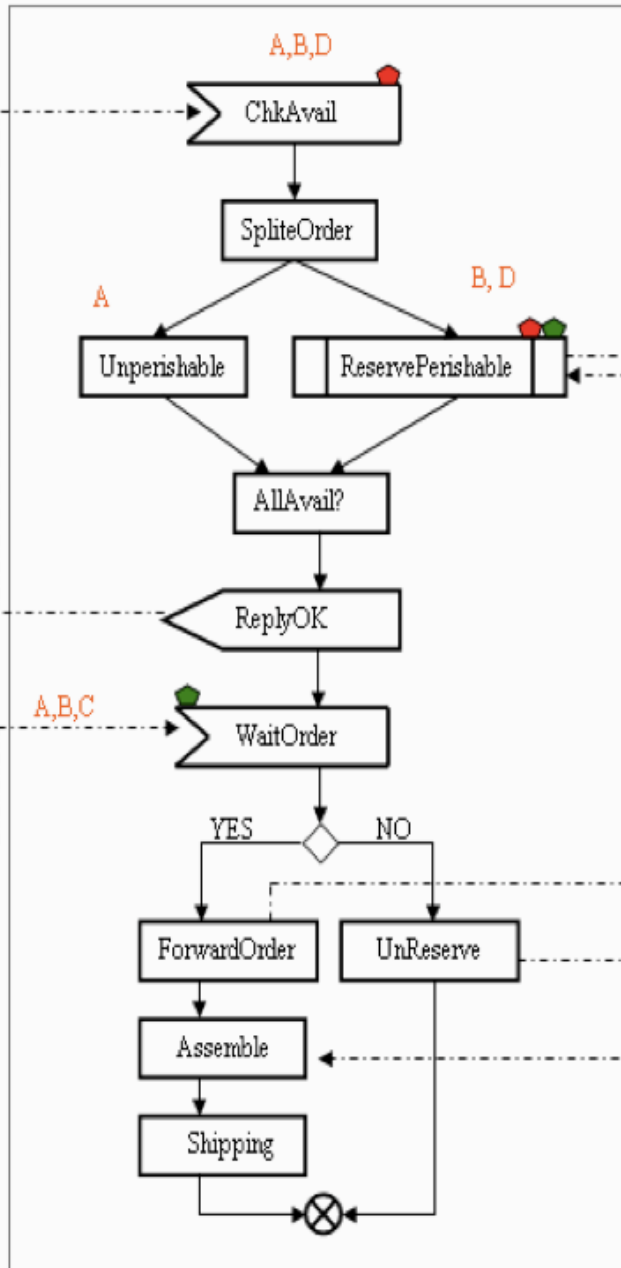 A,B,D
ChkAvail
SpliteOrder
A
B, D
Unperishable
ReservePerishable
AllAvail?
ReplyOK
A,B,C
WaitOrder
YES
NO
ForwardOrder
UnReserve
Assemble
Shipping